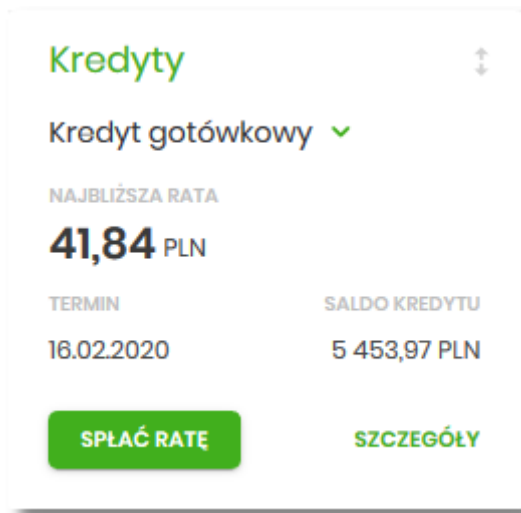 Kredyty
Kredyt gotówkowy
NAJBLIŻSZA RATA
41,84 PLN
TERMIN SALDO KREDYTU
16.02.2020 5 453,97 PLN
SPŁAĆ RATĘ SZCZEGÓŁY